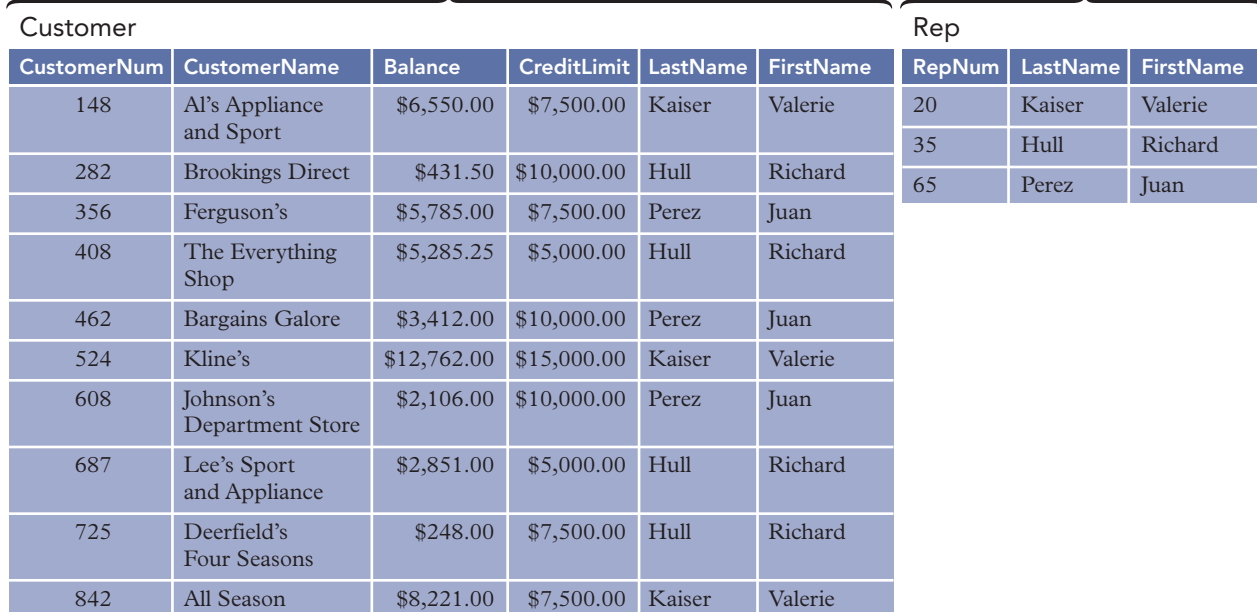 Customer
CustomerNum CustomerName Balance CreditLimit LastName FirstName
148 Al's Appliance $6,550.00 $7,500.00 Kaiser Valerie
and Sport
282 Brookings Direct $431.50 $10,000.00 Hull Richard
356 Ferguson's $5,785.00 $7,500.00 Perez Juan
408 The Everything $5,285.25 $5,000.00 Hull Richard
Shop
462 Bargains Galore $3,412.00 $10,000.00 Perez Juan
524 Kline's $12,762.00 $15,000.00 Kaiser Valerie
608 Johnson's $2,106.00 $10,000.00 Perez Juan
Department Store
687 Lee's Sport $2,851.00 $5,000.00 Hull Richard
and Appliance
725 Deerfield's $248.00 $7,500.00 Hull Richard
Four Seasons
842 All Season $8,221.00 $7,500.00 Kaiser Valerie
Rep
RepNum LastName FirstName
20 Kaiser Valerie
35 Hull Richard
65 Perez Juan